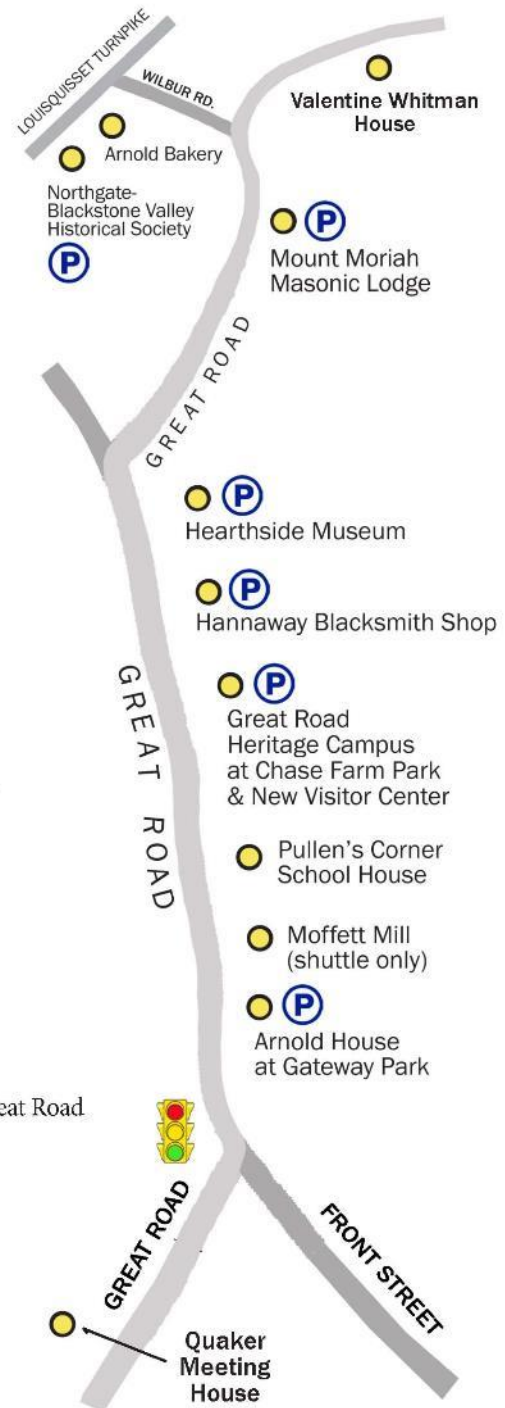 LOUISQUISSET TURNPIKE
WILBUR RD.
Valentine Whitman
House
Arnold Bakery
Northgate-
Blackstone Valley
Historical Society
P
P
Mount Moriah
Masonic Lodge
GREAT ROAD
P
Hearthside Museum
P
Hannaway Blacksmith Shop
P
Great Road
Heritage Campus
at Chase Farm Park
& New Visitor Center
GREAT ROAD
Pullen's Corner
School House
Moffett Mill
(shuttle only)
P
Arnold House
at Gateway Park
eat Road
GREAT ROAD
FRONT STREET
Quaker
Meeting
House